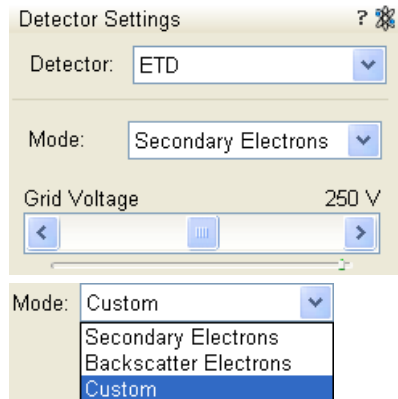 Detector Settings ?
Detector: ETD
Mode: Secondary Electrons
Grid Voltage 250 V
Mode: Custom
Secondary Electrons
Backscatter Electrons
Custom